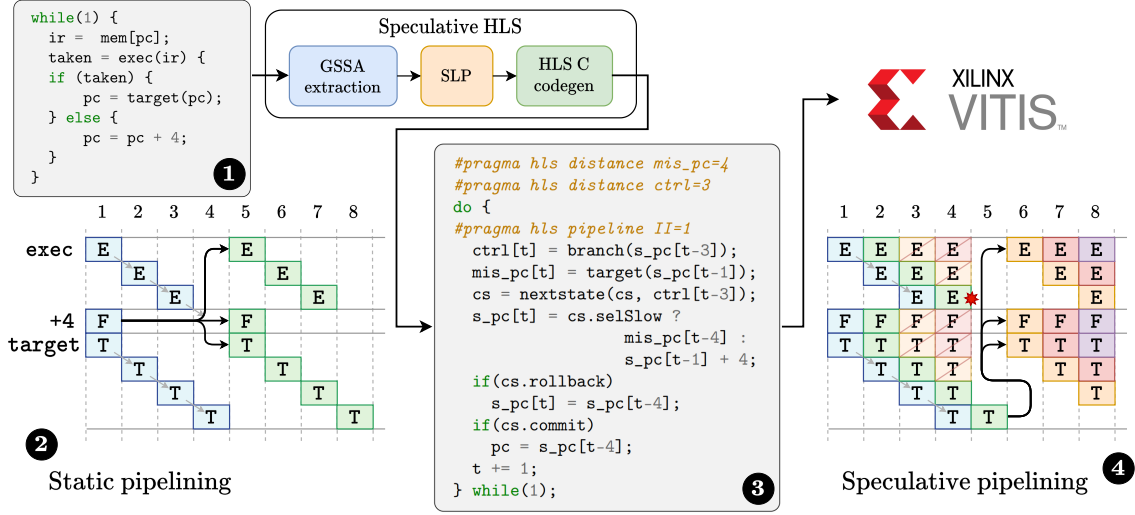 while(1) {
ir =  mem[pc];
taken = exec(ir) {
if (taken) {
pc = target(pc);
} else {
pc = pc + 4;
}
}
1
Speculative HLS
GSSA
extraction
SLP
HLS C
codegen
XILINX
VITIS™
1 2 3 4 5 6 7 8
exec
E E
E E
E E
+4
F F
target
T T
T T
T T
T T
2
Static pipelining
#pragma hls distance mis_pc=4
#pragma hls distance ctrl=3
do {
#pragma hls pipeline II=1
ctrl[t] = branch(s_pc[t-3]);
mis_pc[t] = target(s_pc[t-1]);
cs = nextstate(cs, ctrl[t-3]);
s_pc[t] = cs.selSlow ?
mis_pc[t-4] :
s_pc[t-1] + 4;
if(cs.rollback)
s_pc[t] = s_pc[t-4];
if(cs.commit)
pc = s_pc[t-4];
t += 1;
} while(1);
3
1 2 3 4 5 6 7 8
E E E E E E E
E E E E E
E E E
F F F F F F F
T T T T T T T
T T T T T
T T T
T T
4
Speculative pipelining